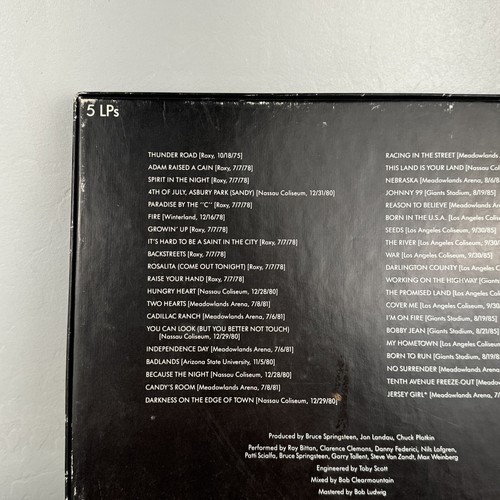 5 LPs
THUNDER ROAD [Roxy, 10/18/75]
ADAM RAISED A CAIN [Roxy, 7/7/78]
SPIRIT IN THE NIGHT [Roxy, 7/7/78]
4TH OF JULY, ASBURY PARK (SANDY) [Nassau Coliseum, 12/31/80]
PARADISE BY THE "C" [Roxy, 7/7/78]
FIRE [Winterland, 12/16/78]
GROWIN' UP [Roxy, 7/7/78]
IT'S HARD TO BE A SAINT IN THE CITY [Roxy, 7/7/78]
BACKSTREETS [Roxy, 7/7/78]
ROSALITA (COME OUT TONIGHT) [Roxy, 7/7/78]
RAISE YOUR HAND [Roxy, 7/7/78]
HUNGRY HEART [Nassau Coliseum, 12/28/80]
TWO HEARTS [Meadowlands Arena, 7/8/81]
CADILLAC RANCH [Meadowlands Arena, 7/6/81]
YOU CAN LOOK (BUT YOU BETTER NOT TOUCH)
[Nassau Coliseum, 12/29/80]
INDEPENDENCE DAY [Meadowlands Arena, 7/6/81]
BADLANDS [Arizona State University, 11/5/80]
BECAUSE THE NIGHT [Nassau Coliseum, 12/28/80]
CANDY'S ROOM [Meadowlands Arena, 7/8/81]
DARKNESS ON THE EDGE OF TOWN [Nassau Coliseum, 12/29/80]
RACING IN THE STREET [Meadowlands
THIS LAND IS YOUR LAND [Nassau C
NEBRASKA [Meadowlands Arena, 8/6/8
JOHNNY 99 [Giants Stadium, 8/19/85]
REASON TO BELIEVE [Meadowlands Ar
BORN IN THE U.S.A. [Los Angeles Col
SEEDS [Los Angeles Coliseum, 9/30/85]
THE RIVER [Los Angeles Coliseum, 9/3
WAR [Los Angeles Coliseum, 9/30/85]
DARLINGTON COUNTY [Los Angeles C
WORKING ON THE HIGHWAY [Giants
THE PROMISED LAND [Los Angeles Co
COVER ME [Los Angeles Coliseum, 9/30
I'M ON FIRE [Giants Stadium, 8/19/85
BOBBY JEAN [Giants Stadium, 8/21/85]
MY HOMETOWN [Los Angeles Coliseum
BORN TO RUN [Giants Stadium, 8/19/8
NO SURRENDER [Meadowlands Arena
TENTH AVENUE FREEZE-OUT [Meadow
JERSEY GIRL* [Meadowlands Arena, 7/
Produced by Bruce Springsteen, Jon Landau, Chuck Plotkin
Performed by Roy Bittan, Clarence Clemons, Danny Federici, Nils Lofgren,
Patti Scialfa, Bruce Springsteen, Garry Tallent, Steve Van Zandt, Max Weinberg
Engineered by Toby Scott
Mixed by Bob Clearmountain
Mastered by Bob Ludwig